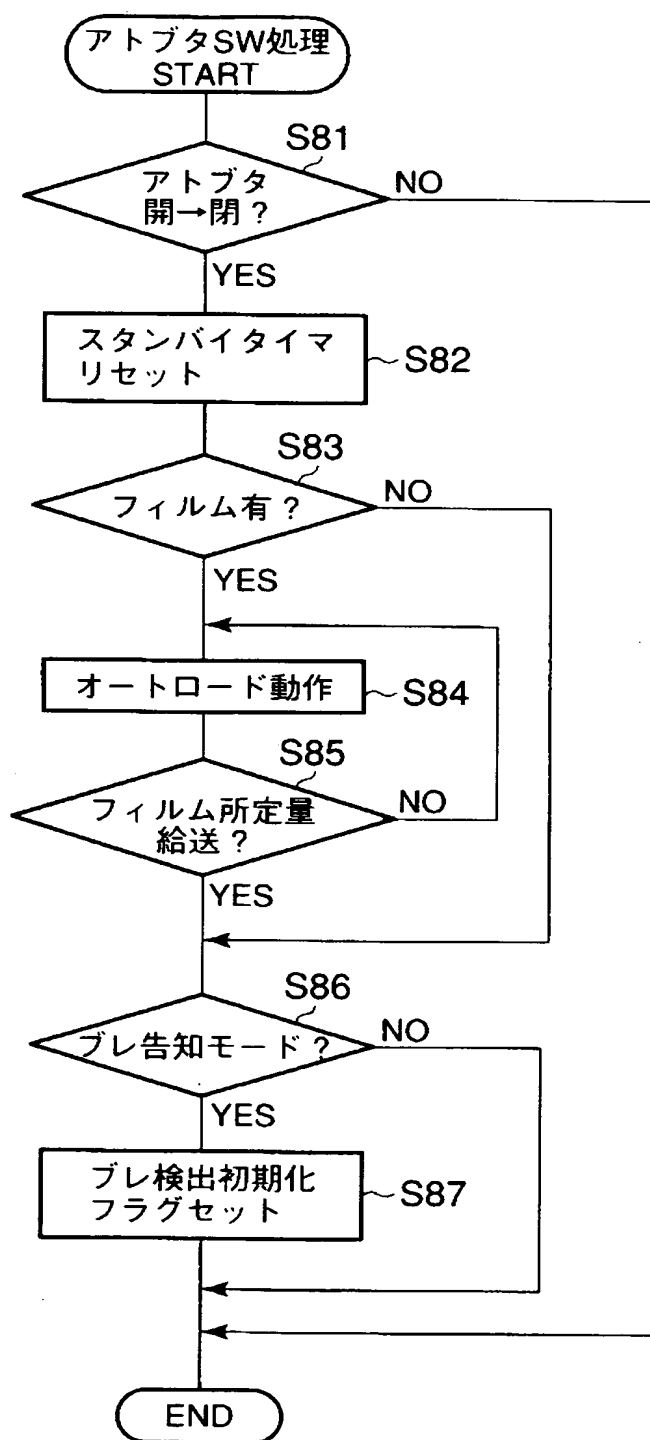 アトブタSW処理
START
S81
アトブタ
開→閉?
NO
YES
スタンバイタイマ
リセット
S82
S83
フィルム有?
NO
YES
オートロード動作
S84
S85
フィルム所定量
給送?
NO
YES
S86
ブレ告知モード?
NO
YES
ブレ検出初期化
フラグセット
S87
END